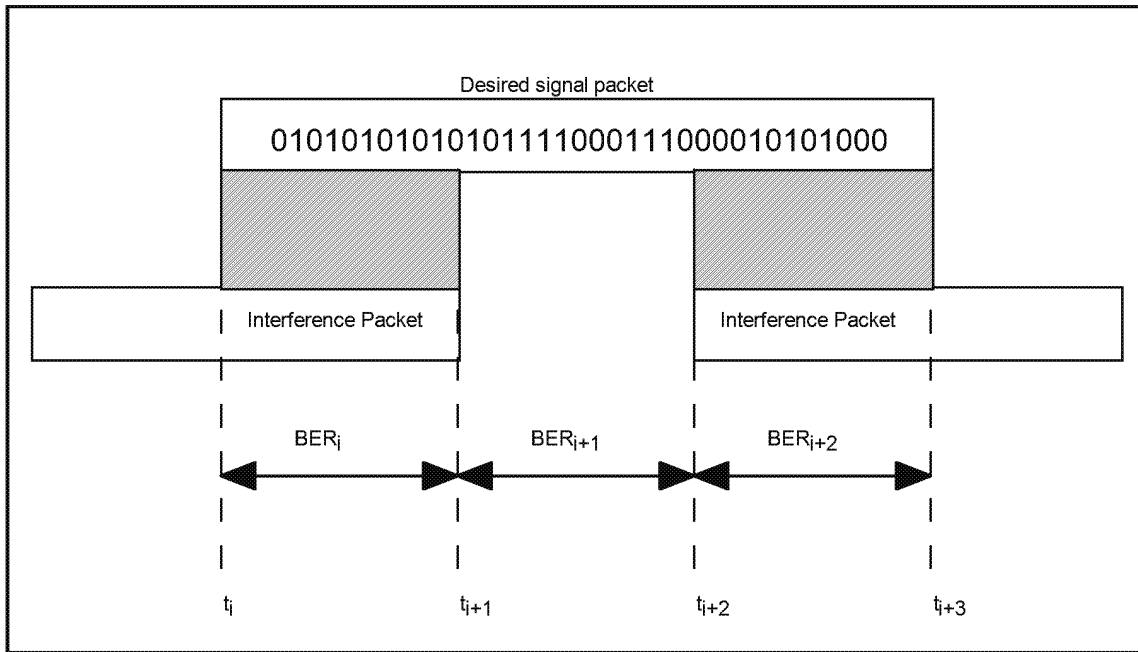 Desired signal packet
01010101010101111000111000010101000
Interference Packet
Interference Packet
BERi
BERi+1
BERi+2
ti
ti+1
ti+2
ti+3